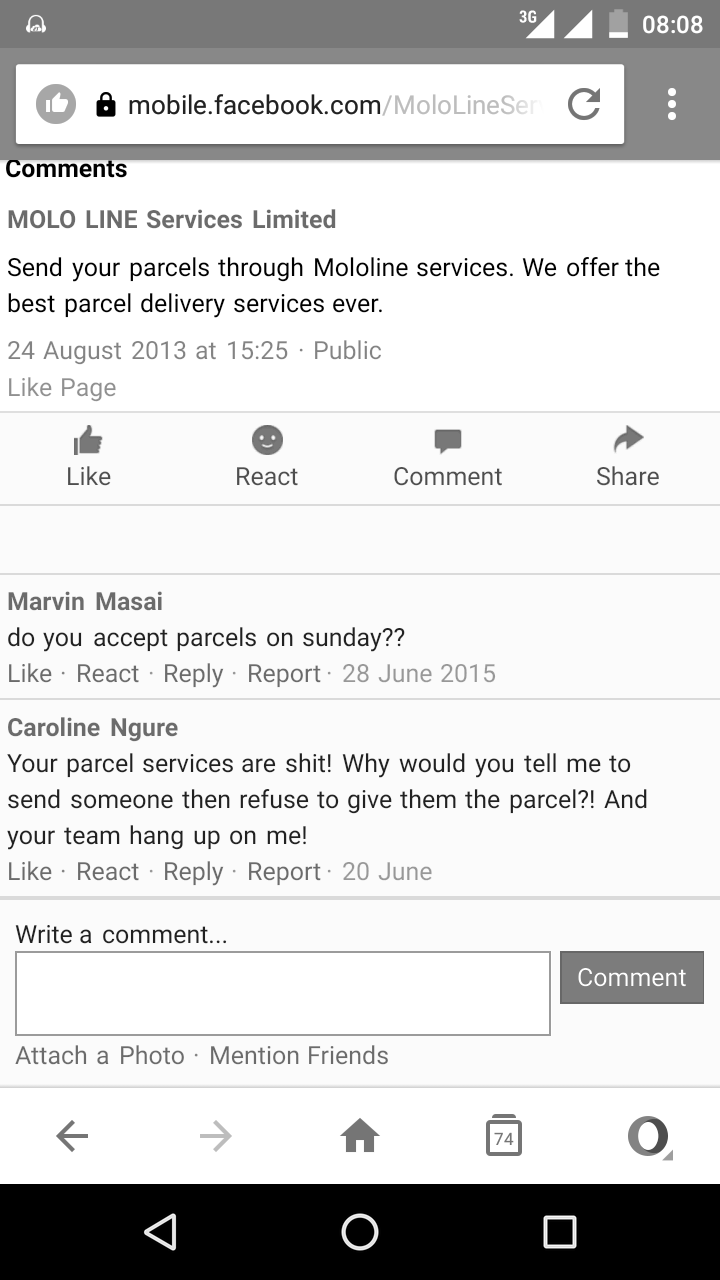 3G 08:08
mobile.facebook.com/MoloLineSer
Comments
MOLO LINE Services Limited
Send your parcels through Mololine services. We offer the
best parcel delivery services ever.
24 August 2013 at 15:25 · Public
Like Page
Like React Comment Share
Marvin Masai
do you accept parcels on sunday??
Like · React · Reply · Report · 28 June 2015
Caroline Ngure
Your parcel services are shit! Why would you tell me to
send someone then refuse to give them the parcel?! And
your team hang up on me!
Like · React · Reply · Report · 20 June
Write a comment...
Comment
Attach a Photo · Mention Friends
74